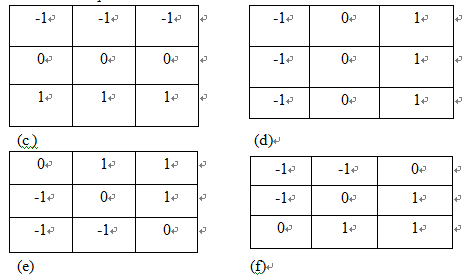 -1 -1 -1 -1 0 1
0 0 0 -1 0 1
1 1 1 -1 0 1
(c) (d)
0 1 1 -1 -1 0
-1 0 1 -1 0 1
-1 -1 0 0 1 1
(e) (f)